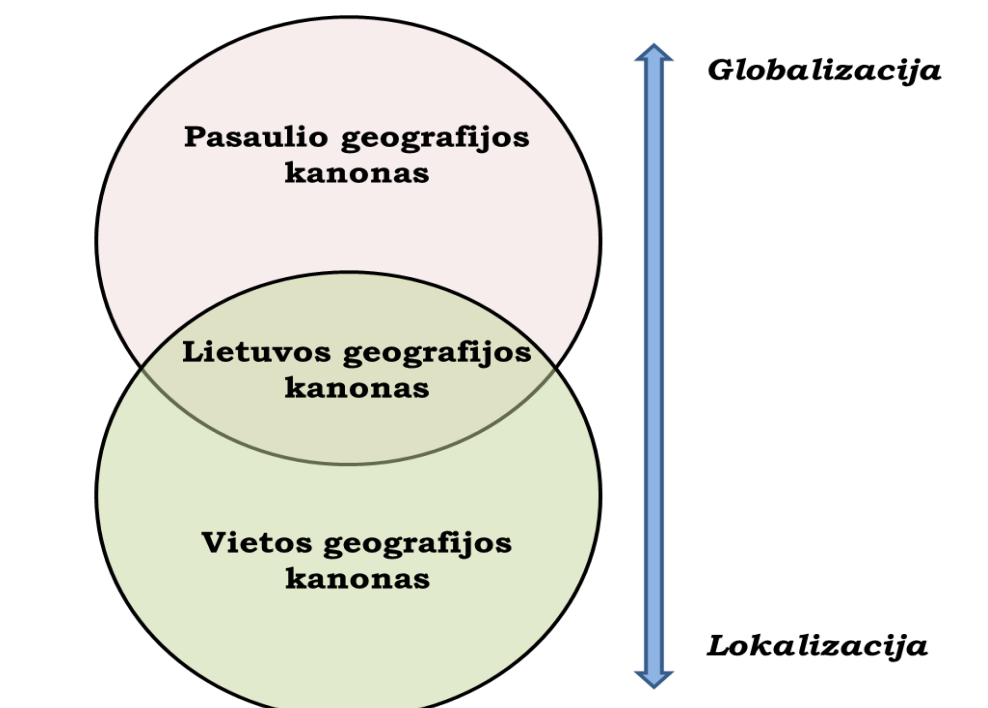 Globalizacija
Pasaulio geografijos
kanonas
Lietuvos geografijos
kanonas
Vietos geografijos
kanonas
Lokalizacija